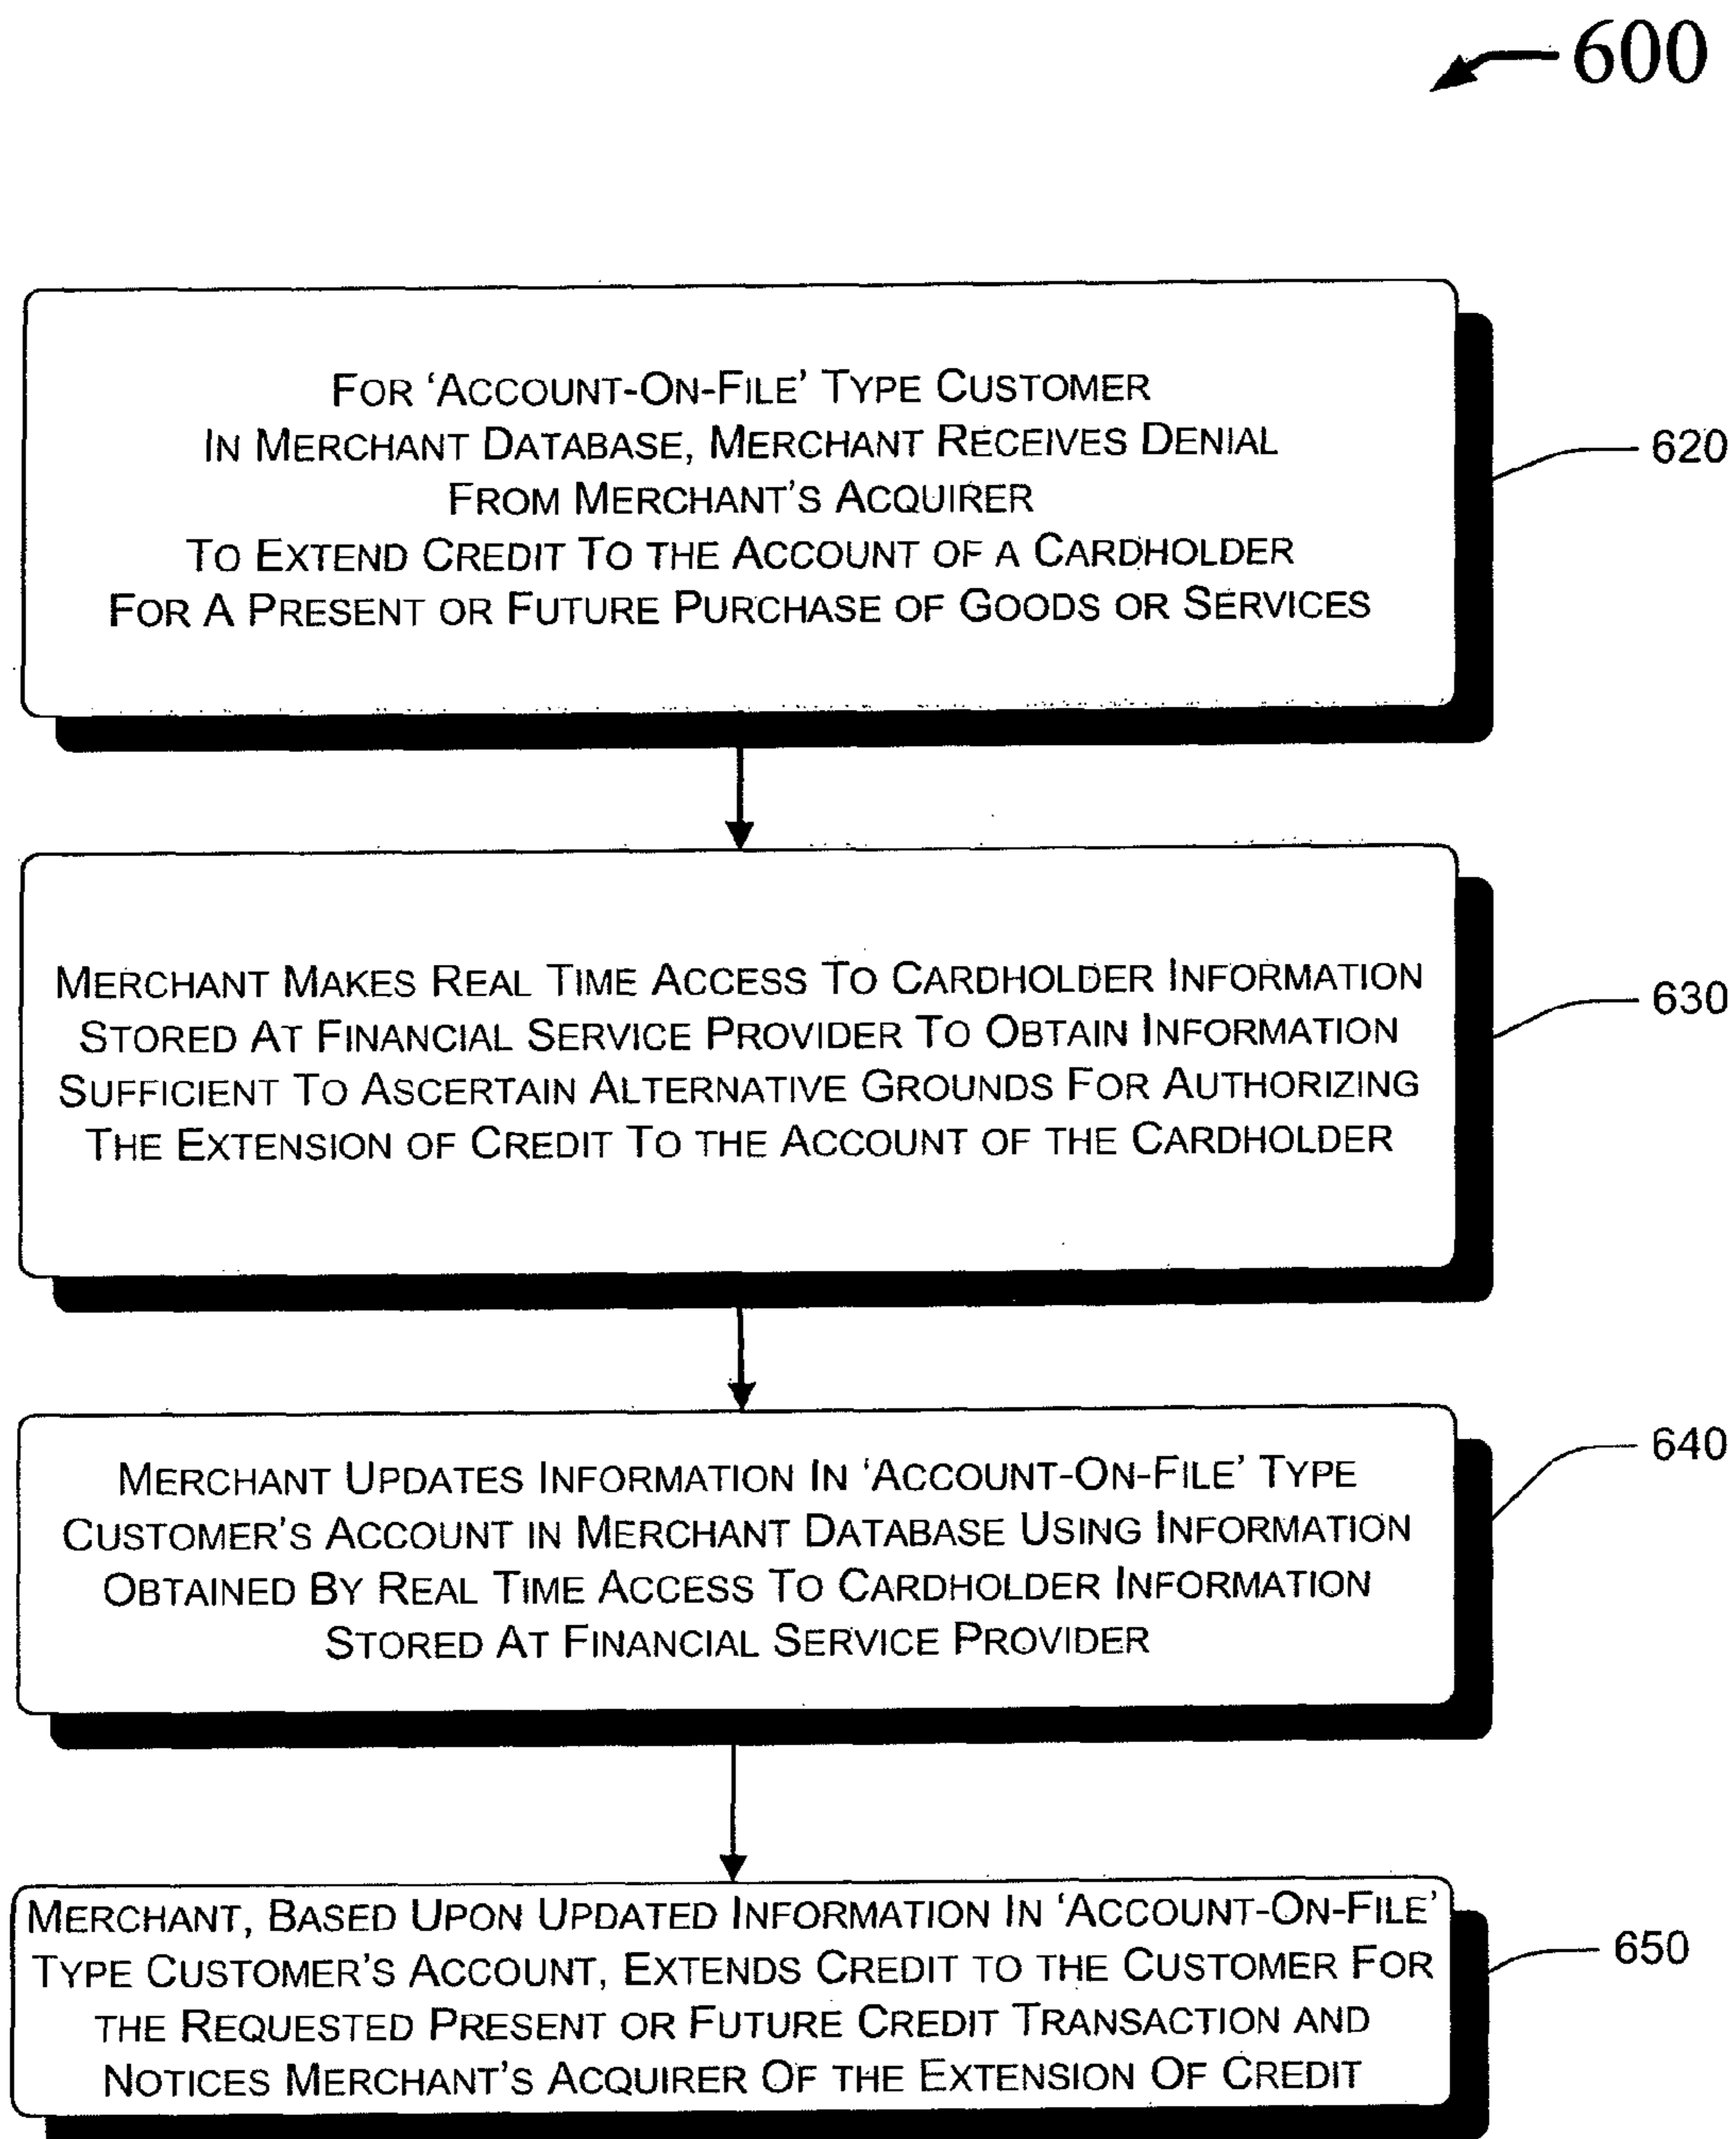 600
FOR 'ACCOUNT-ON-FILE' TYPE CUSTOMER
IN MERCHANT DATABASE, MERCHANT RECEIVES DENIAL
FROM MERCHANT'S ACQUIRER
TO EXTEND CREDIT TO THE ACCOUNT OF A CARDHOLDER
FOR A PRESENT OR FUTURE PURCHASE OF GOODS OR SERVICES
620
MERCHANT MAKES REAL TIME ACCESS TO CARDHOLDER INFORMATION
STORED AT FINANCIAL SERVICE PROVIDER TO OBTAIN INFORMATION
SUFFICIENT TO ASCERTAIN ALTERNATIVE GROUNDS FOR AUTHORIZING
THE EXTENSION OF CREDIT TO THE ACCOUNT OF THE CARDHOLDER
630
MERCHANT UPDATES INFORMATION IN 'ACCOUNT-ON-FILE' TYPE
CUSTOMER'S ACCOUNT IN MERCHANT DATABASE USING INFORMATION
OBTAINED BY REAL TIME ACCESS TO CARDHOLDER INFORMATION
STORED AT FINANCIAL SERVICE PROVIDER
640
MERCHANT, BASED UPON UPDATED INFORMATION IN 'ACCOUNT-ON-FILE'
TYPE CUSTOMER'S ACCOUNT, EXTENDS CREDIT TO THE CUSTOMER FOR
THE REQUESTED PRESENT OR FUTURE CREDIT TRANSACTION AND
NOTICES MERCHANT'S ACQUIRER OF THE EXTENSION OF CREDIT
650